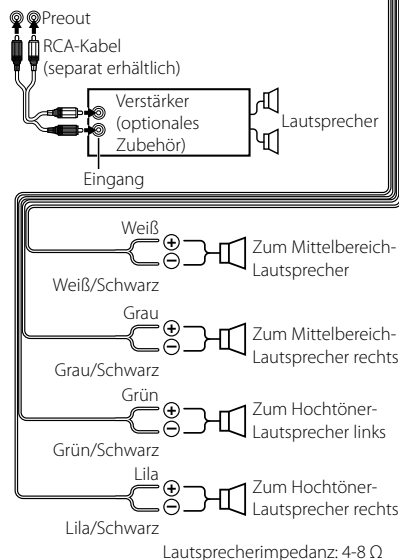 Preout
RCA-Kabel
(separat erhältlich)
Verstärker
(optionales
Zubehör)
Lautsprecher
Eingang
Weiß
Zum Mittelbereich-
Lautsprecher
Weiß/Schwarz
Grau
Zum Mittelbereich-
Lautsprecher rechts
Grau/Schwarz
Grün
Zum Hochtöner-
Lautsprecher links
Grün/Schwarz
Lila
Zum Hochtöner-
Lautsprecher rechts
Lila/Schwarz
Lautsprecherimpedanz: 4-8 Ω